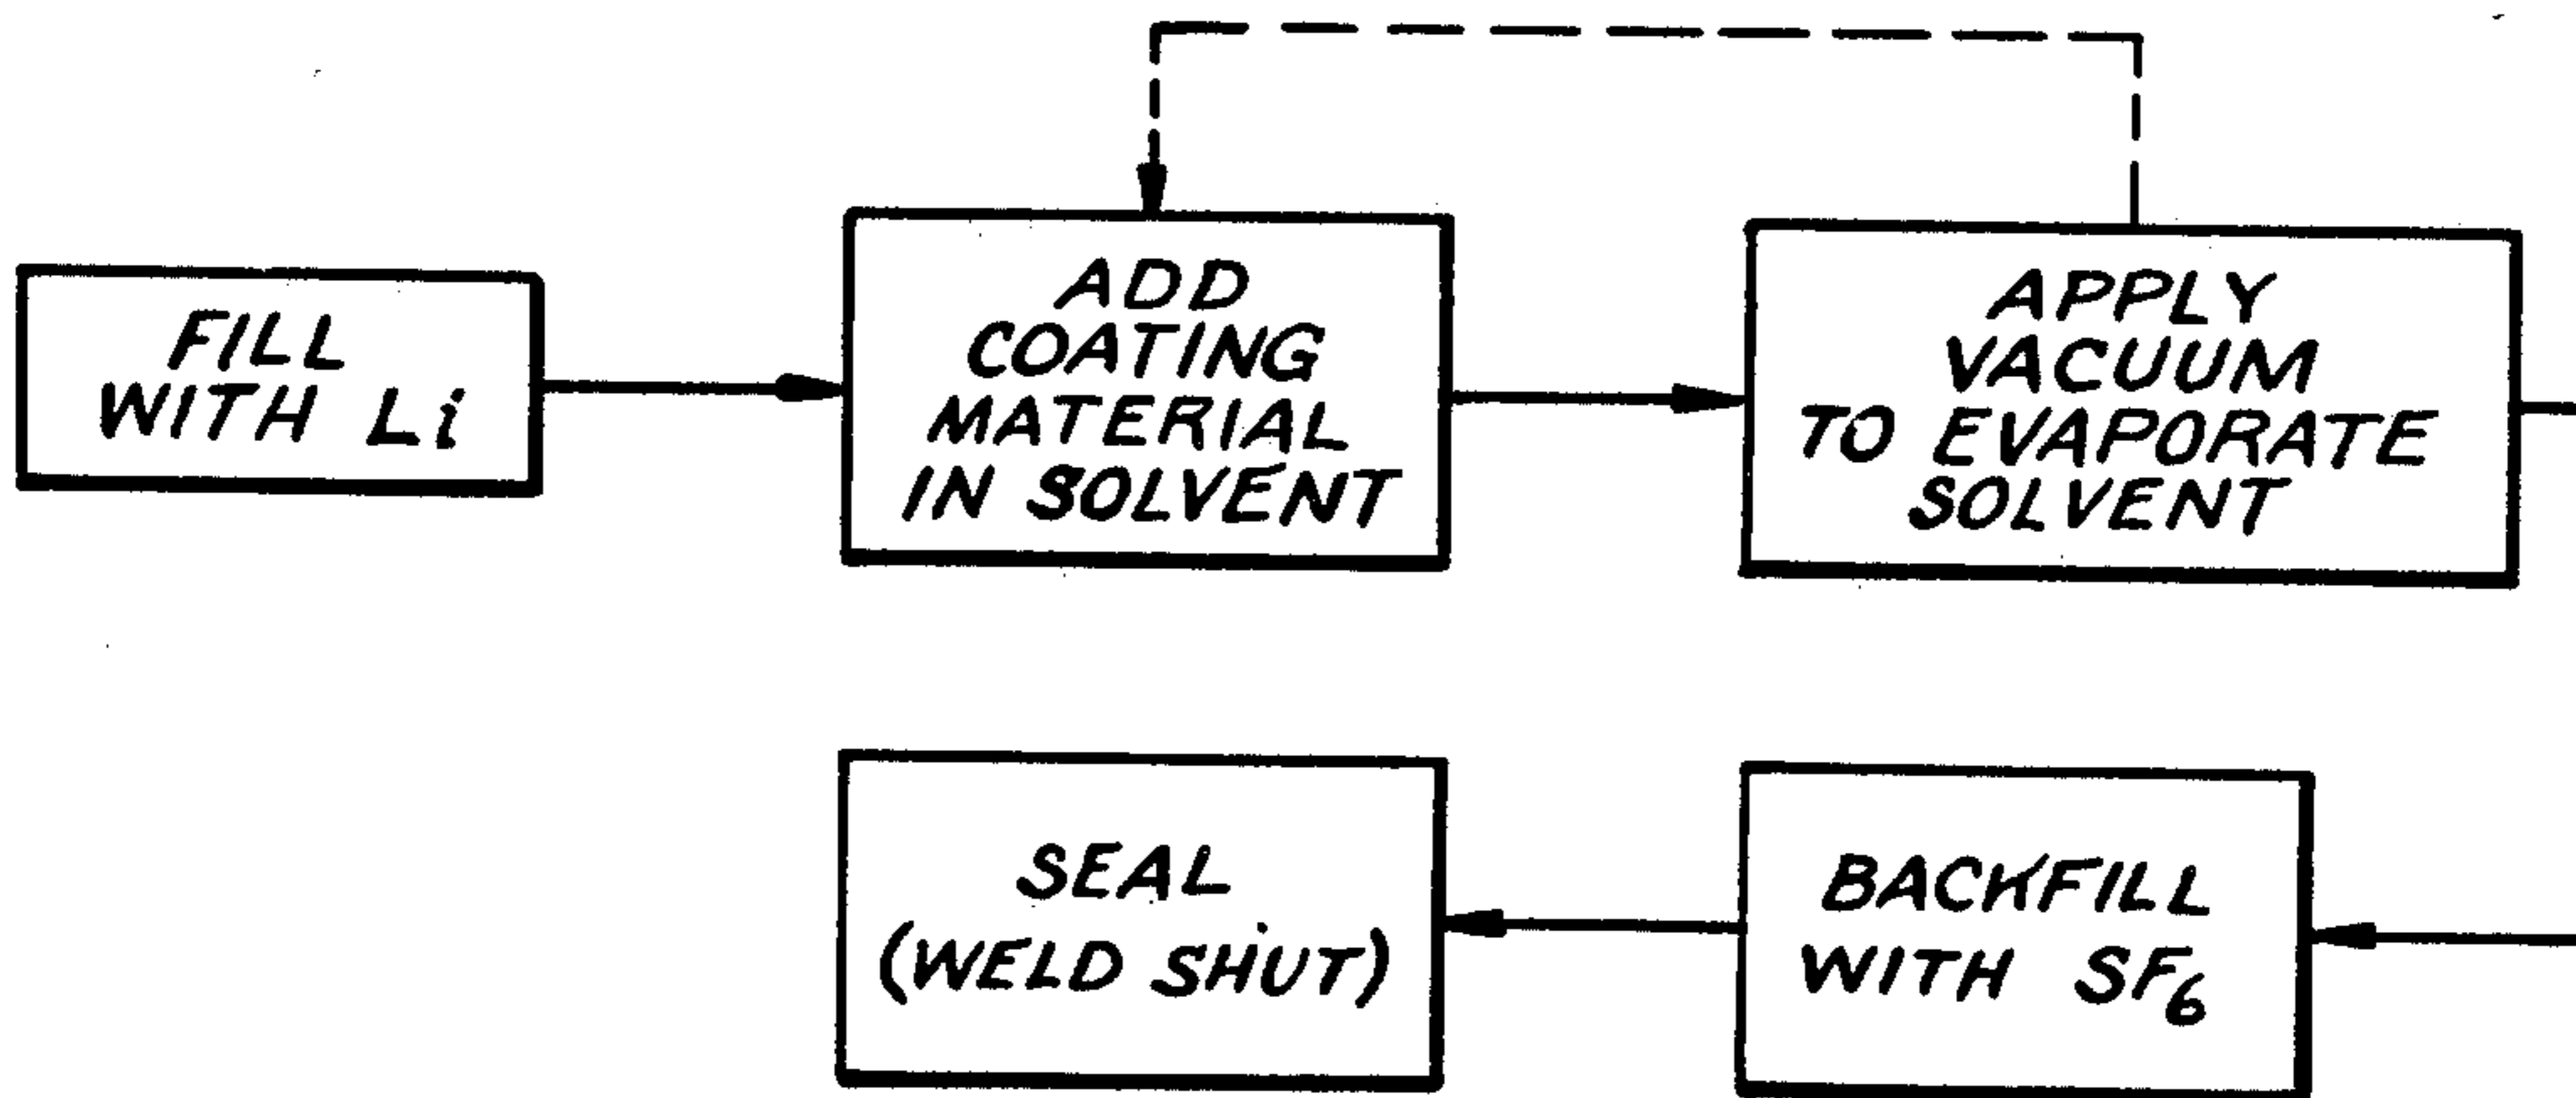 FILL
WITH Li
ADD
COATING
MATERIAL
IN SOLVENT
APPLY
VACUUM
TO EVAPORATE
SOLVENT
SEAL
(WELD SHUT)
BACKFILL
WITH SF₆